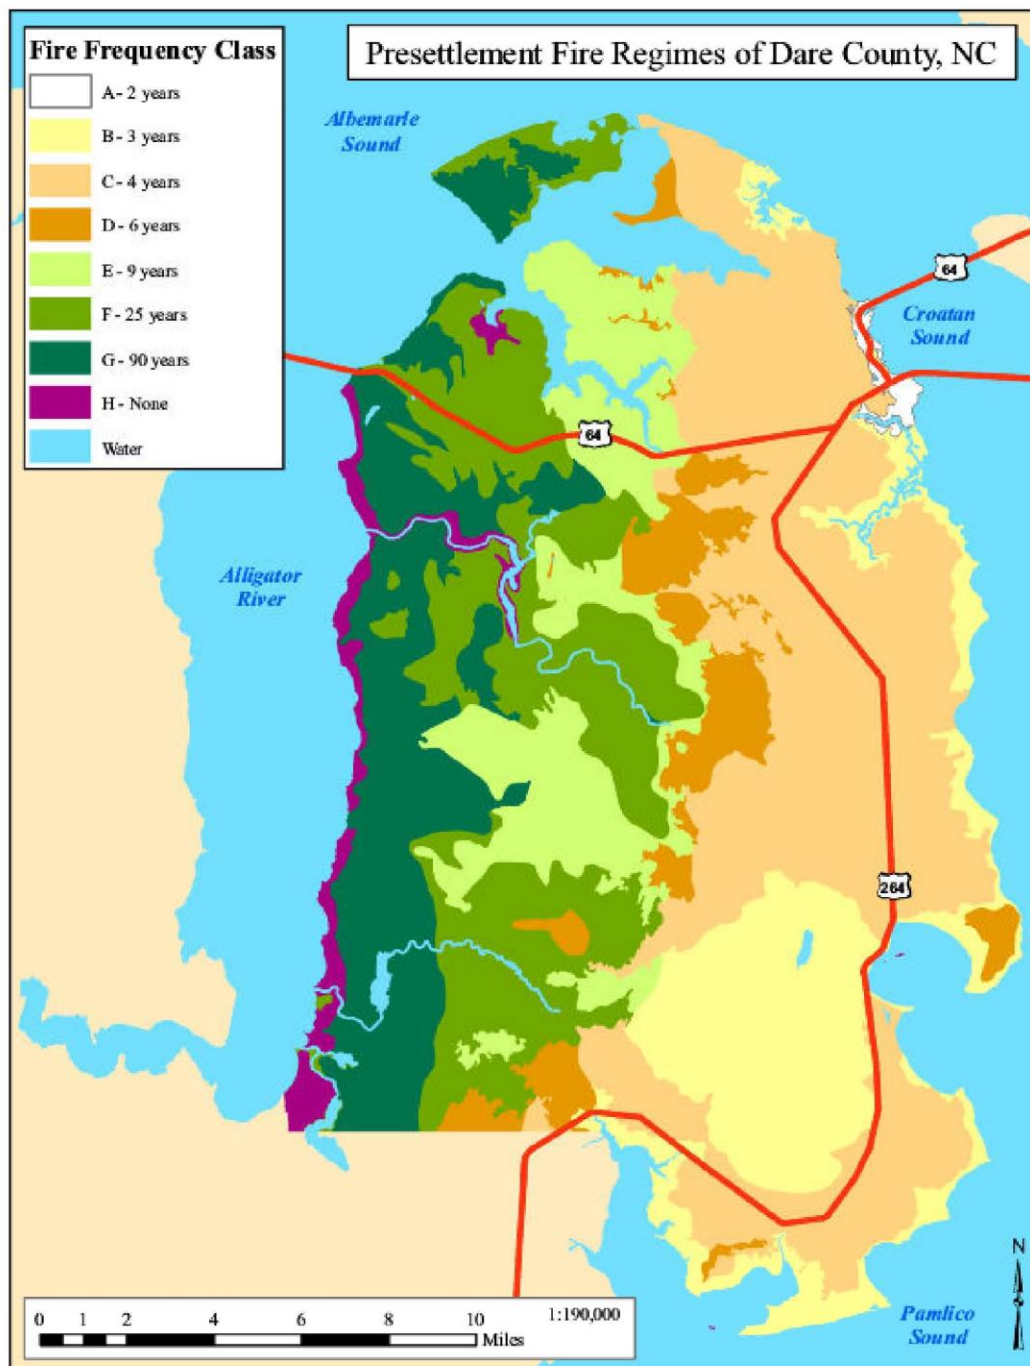 Fire Frequency Class
A - 2 years
B - 3 years
C - 4 years
D - 6 years
E - 9 years
F - 25 years
G - 90 years
H - None
Water
Presettlement Fire Regimes of Dare County, NC
Albemarle
Sound
64
Croatan
Sound
64
Alligator
River
264
N
0 1 2 4 6 8 10
Miles
1:190,000
Pamlico
Sound